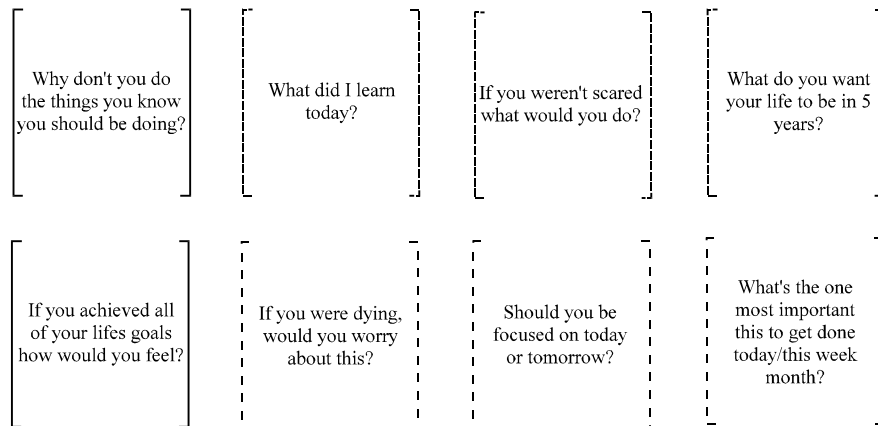 Why don't you do
the things you know
you should be doing?
What did I learn
today?
If you weren't scared
what would you do?
What do you want
your life to be in 5
years?
If you achieved all
of your lifes goals
how would you feel?
If you were dying,
would you worry
about this?
Should you be
focused on today
or tomorrow?
What's the one
most important
this to get done
today/this week
month?